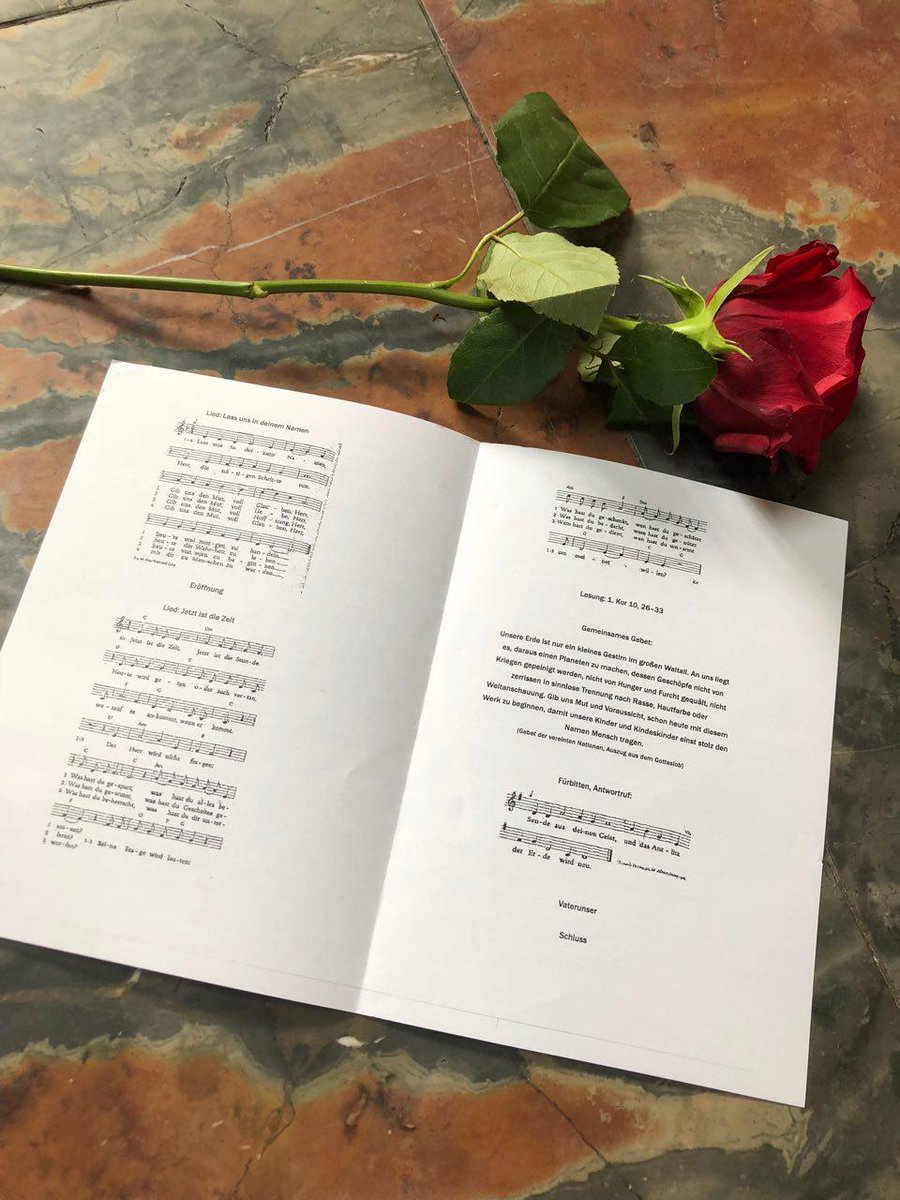 Lied: Lass uns in deinem Namen
1-4 Lass uns in dei - nem Na - men,
Herr, die nö - ti - gen Schrit - te tun.
1 Gib uns den Mut, voll Glau - ben, Herr,
2 Gib uns den Mut, voll Lie - be, Herr,
3 Gib uns den Mut, voll Hoff - nung, Herr,
4 Gib uns den Mut, voll Glau - ben, Herr,
heu - te und mor - gen zu han - deln.
heu - te die Wahr - heit zu le - ben.
heu - te von vorn zu be - gin - nen.
mit dir zu Men - schen zu wer - den.
Eröffnung
Lied: Jetzt ist die Zeit
C Dm
Kv Jetzt ist die Zeit, jetzt ist die Stun - de.
G C
Heu - te wird ge - tan o - der auch ver - tan,
F G C
wo - rauf es an - kommt, wenn er kommt.
Am
1-3 Der Herr wird nicht fra - gen:
G C Am
1 Was hast du ge - spart, was hast du al - les be -
2 Was hast du ge - wusst, was hast du Gescheites ge -
3 Was hast du be - herrscht, was hast du dir un - ter -
F G
1 ses - sen?
2 lernt? 1-3 Sei - ne Fra - ge wird lau - ten:
3 wor - fen?
Am Dm
1 Was hast du ge - schenkt, wen hast du ge - schätzt
2 Was hast du be - dacht, wem hast du ge - nützt
3 Wem hast du ge - dient, wen hast du um - armt
G C
1-3 um mei - net - wil - len? Kv
Lesung: 1. Kor 10, 26–33
Gemeinsames Gebet:
Unsere Erde ist nur ein kleines Gestirn im großen Weltall. An uns liegt
es, daraus einen Planeten zu machen, dessen Geschöpfe nicht von
Kriegen gepeinigt werden, nicht von Hunger und Furcht gequält, nicht
zerrissen in sinnlose Trennung nach Rasse, Hautfarbe oder
Weltanschauung. Gib uns Mut und Voraussicht, schon heute mit diesem
Werk zu beginnen, damit unsere Kinder und Kindeskinder einst stolz den
Namen Mensch tragen.
(Gebet der vereinten Nationen, Auszug aus dem Gotteslob)
Fürbitten, Antwortruf:
Sen - de aus dei - nen Geist, und das Ant - litz
der Er - de wird neu.
Vaterunser
Schluss